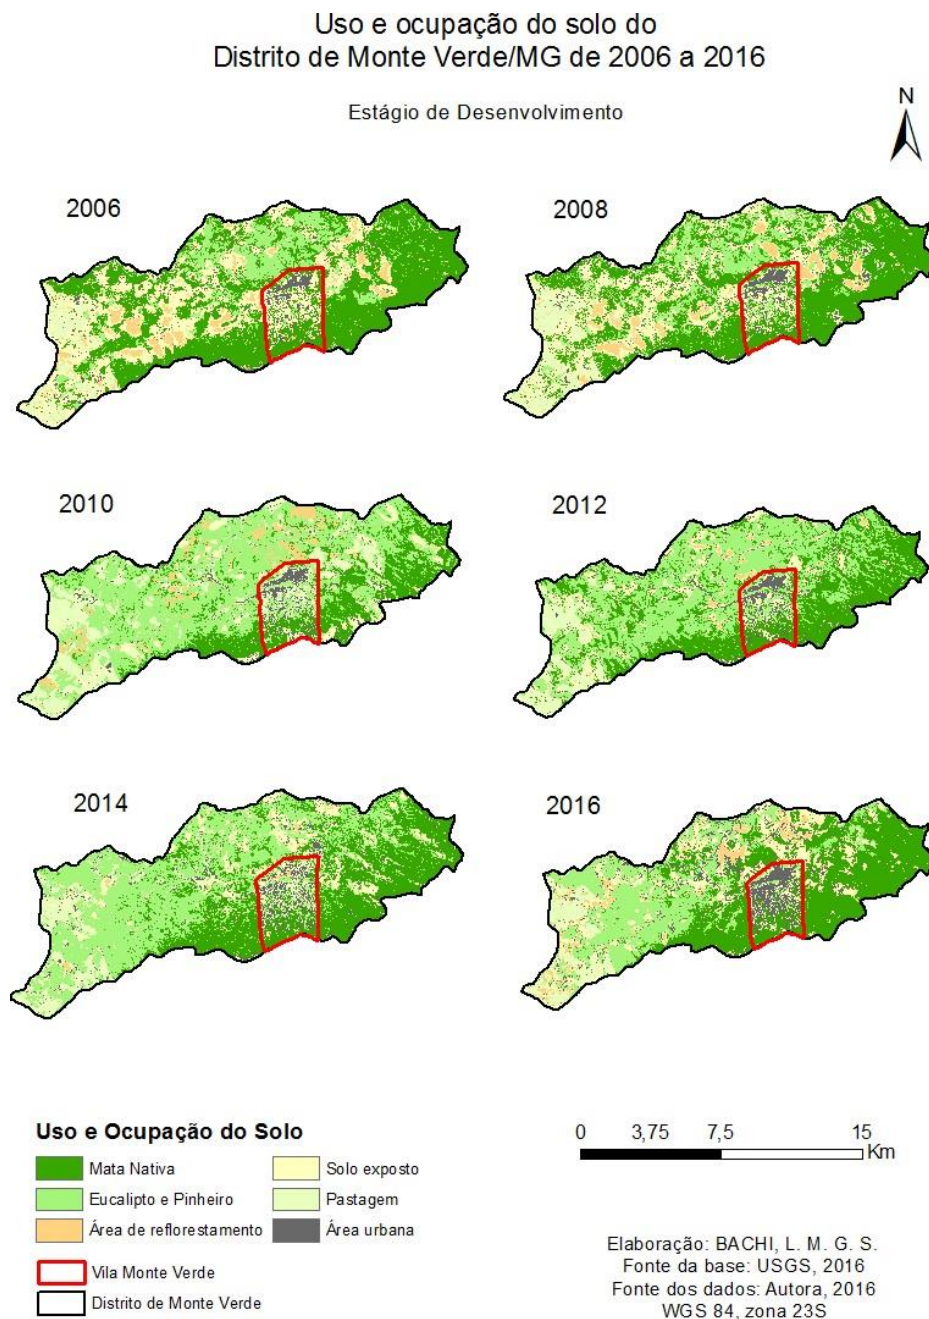 Uso e ocupação do solo do
Distrito de Monte Verde/MG de 2006 a 2016
Estágio de Desenvolvimento
N
2006
2008
2010
2012
2014
2016
Uso e Ocupação do Solo
Mata Nativa
Solo exposto
Eucalipto e Pinheiro
Pastagem
Área de reflorestamento
Área urbana
Vila Monte Verde
Distrito de Monte Verde
0 3,75 7,5 15
Km
Elaboração: BACHI, L. M. G. S.
Fonte da base: USGS, 2016
Fonte dos dados: Autora, 2016
WGS 84, zona 23S